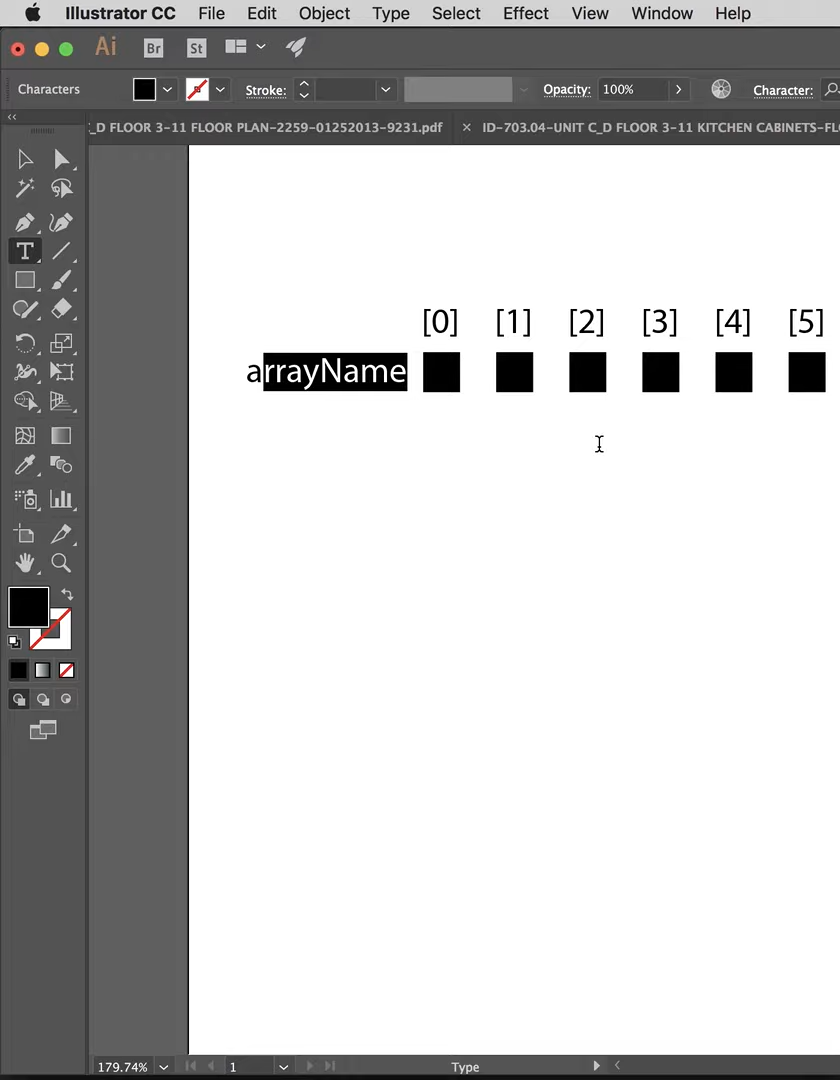 Illustrator CC File Edit Object Type Select Effect View Window Help
Ai Br St
Characters Stroke: Opacity: 100% Character:
_D FLOOR 3-11 FLOOR PLAN-2259-01252013-9231.pdf × ID-703.04-UNIT C_D FLOOR 3-11 KITCHEN CABINETS-FL
T
[0] [1] [2] [3] [4] [5]
arrayName
179.74% 1 Type